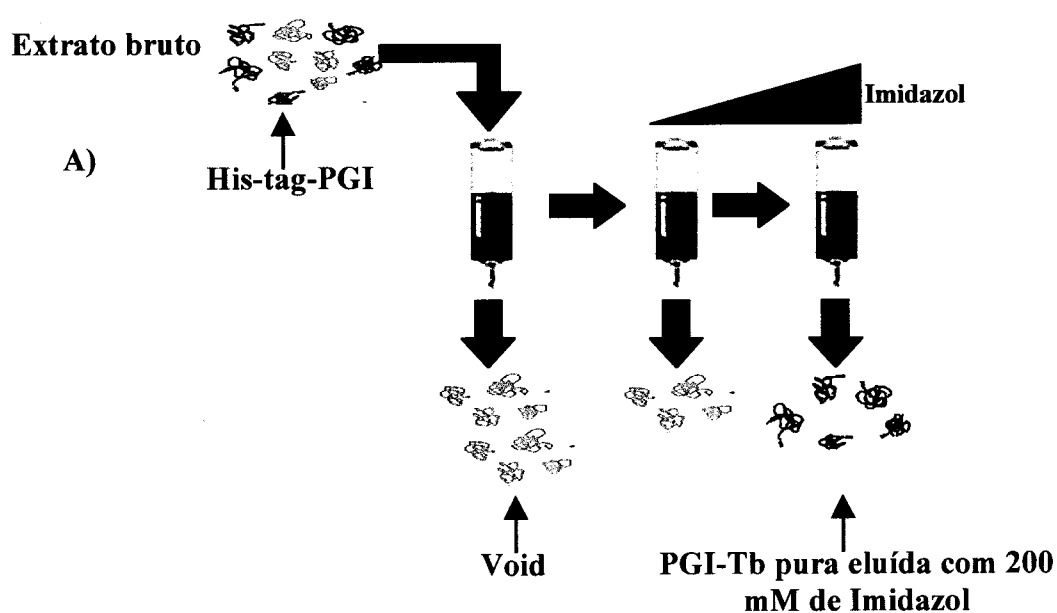 Extrato bruto
Imidazol
A)
His-tag-PGI
Void
PGI-Tb pura eluída com 200
mM de Imidazol